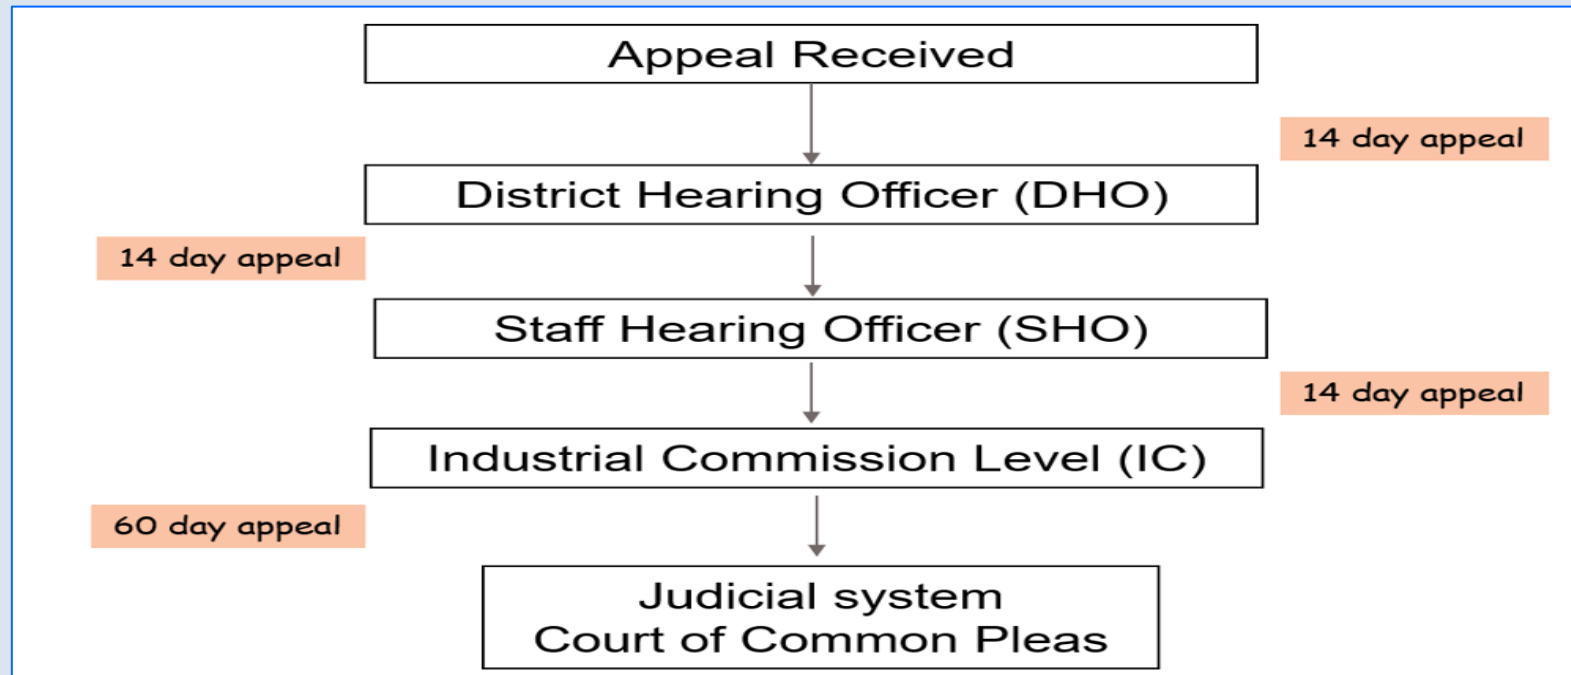 Appeal Received
14 day appeal
District Hearing Officer (DHO)
14 day appeal
Staff Hearing Officer (SHO)
14 day appeal
Industrial Commission Level (IC)
60 day appeal
Judicial system
Court of Common Pleas